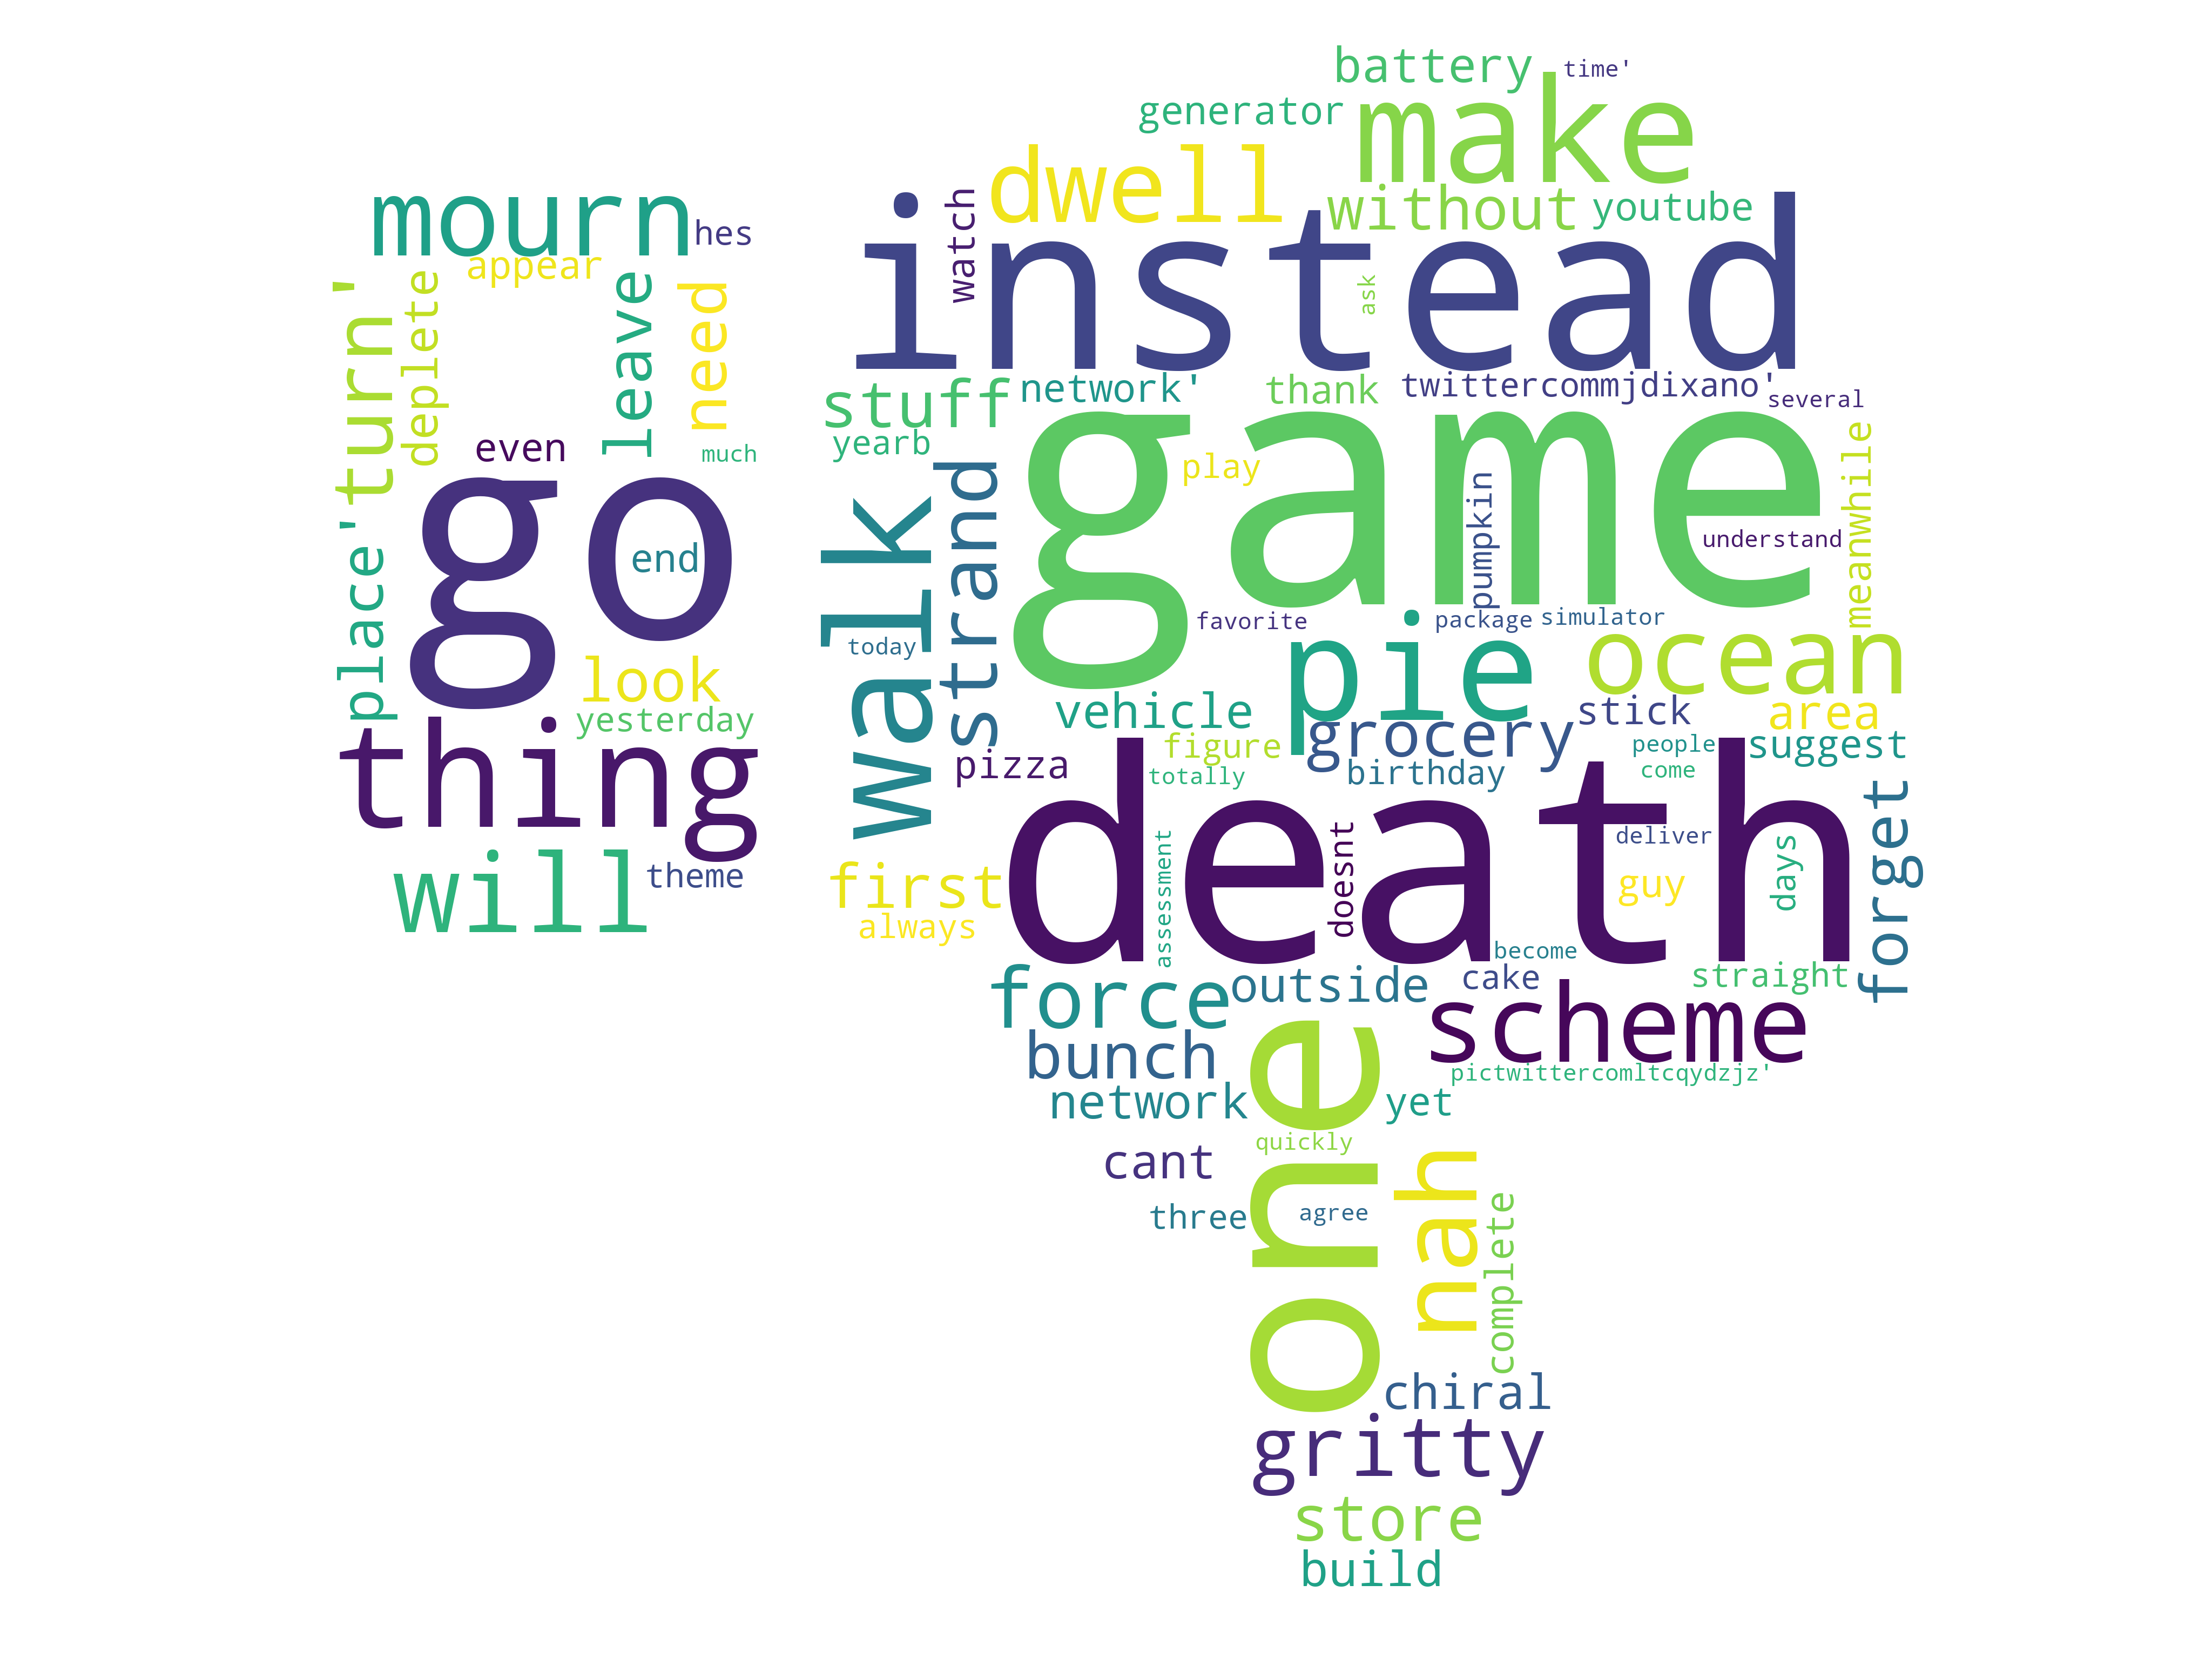 battery
time'
generator
make
dwell
without
youtube
watch
instead
ask
mourn
hes
appear
turn'
deplete
leave
need
even
much
go
end
place'
look
yesterday
thing
will
theme
stuff
network'
thank
twittercommjdixano'
several
yearb
play
game
meanwhile
pumpkin
understand
walk
strand
today
favorite
package
simulator
pie
ocean
vehicle
grocery
stick
area
pizza
figure
totally
birthday
people
come
suggest
death
forget
deliver
doesnt
assessment
guy
days
first
always
become
force
outside
cake
straight
bunch
scheme
pictwittercomltcqydzjz'
network
yet
one
quickly
cant
three
agree
nah
complete
chiral
gritty
store
build